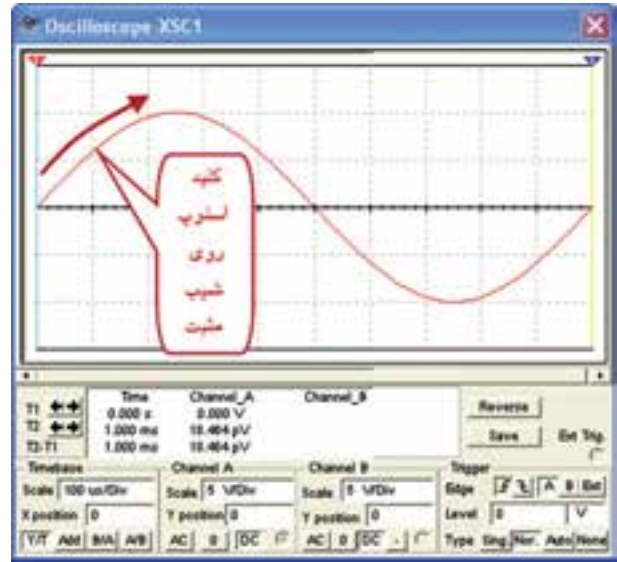 Oscilloscope XSC1
کلید
اسلوپ
روی
شیب
مثبت
Time Channel_A Channel_B
T1 0.000 s 0.000 V
T2 1.000 ms 18.464 pV
T2-T1 1.000 ms 18.464 pV
Reverse
Save
Ext Trig.
Timebase
Scale 100 us/Div
X position 0
Y/T Add B/A A/B
Channel A
Scale 5 V/Div
Y position 0
AC 0 DC
Channel B
Scale 5 V/Div
Y position 0
AC 0 DC -
Trigger
Edge A B Ext
Level 0 V
Type Sing. Nor. Auto None